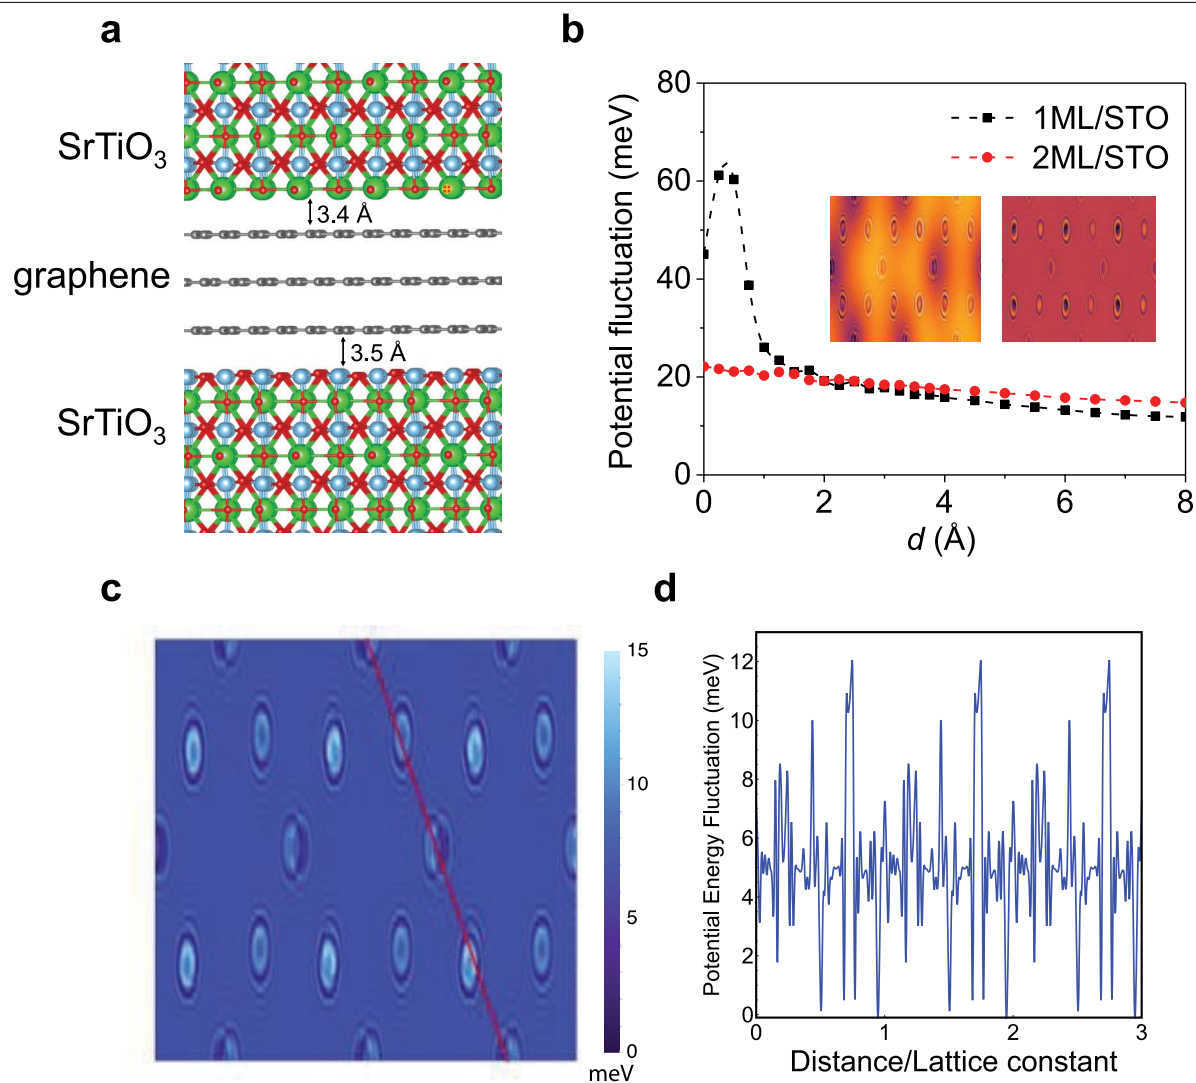 a
SrTiO3
3.4 Å
graphene
3.5 Å
SrTiO3
b
Potential fluctuation (meV)
80
60
40
20
0
1ML/STO
2ML/STO
0 2 4 6 8
d (Å)
c
15
10
5
0
meV
d
Potential Energy Fluctuation (meV)
12
10
8
6
4
2
0
0 1 2 3
Distance/Lattice constant